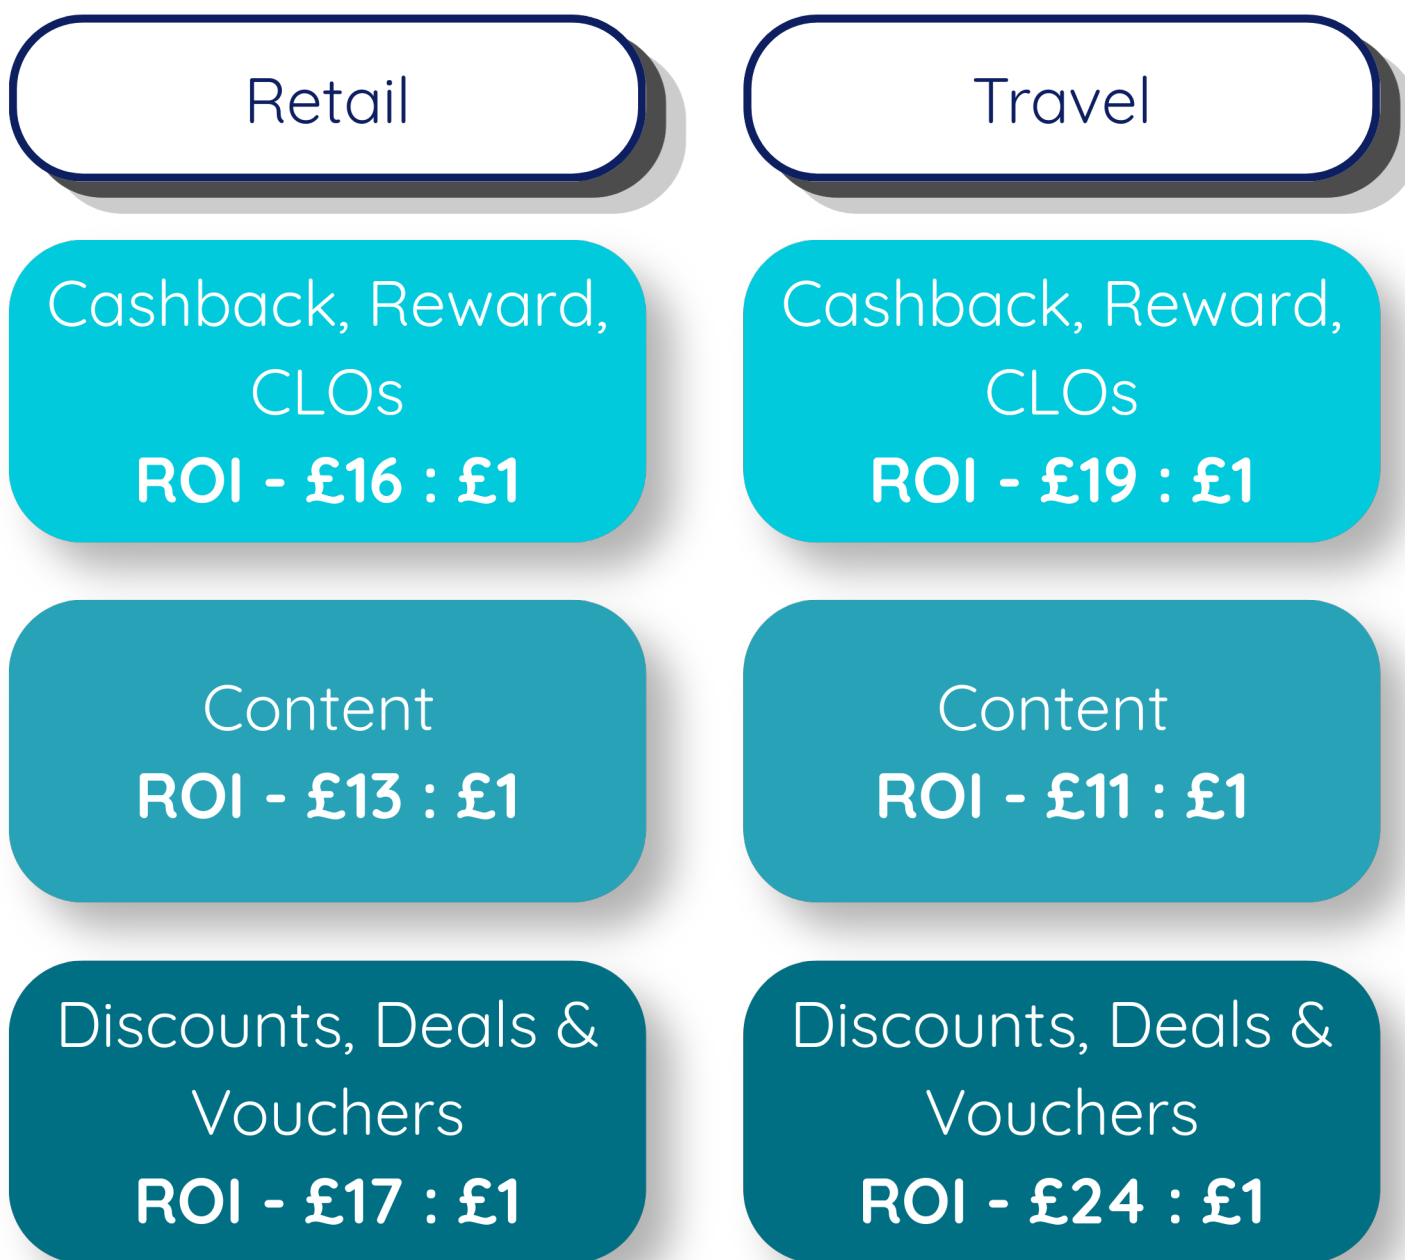 Retail
Cashback, Reward,
CLOs
ROI - £16 : £1
Content
ROI - £13 : £1
Discounts, Deals &
Vouchers
ROI - £17 : £1
Travel
Cashback, Reward,
CLOs
ROI - £19 : £1
Content
ROI - £11 : £1
Discounts, Deals &
Vouchers
ROI - £24 : £1